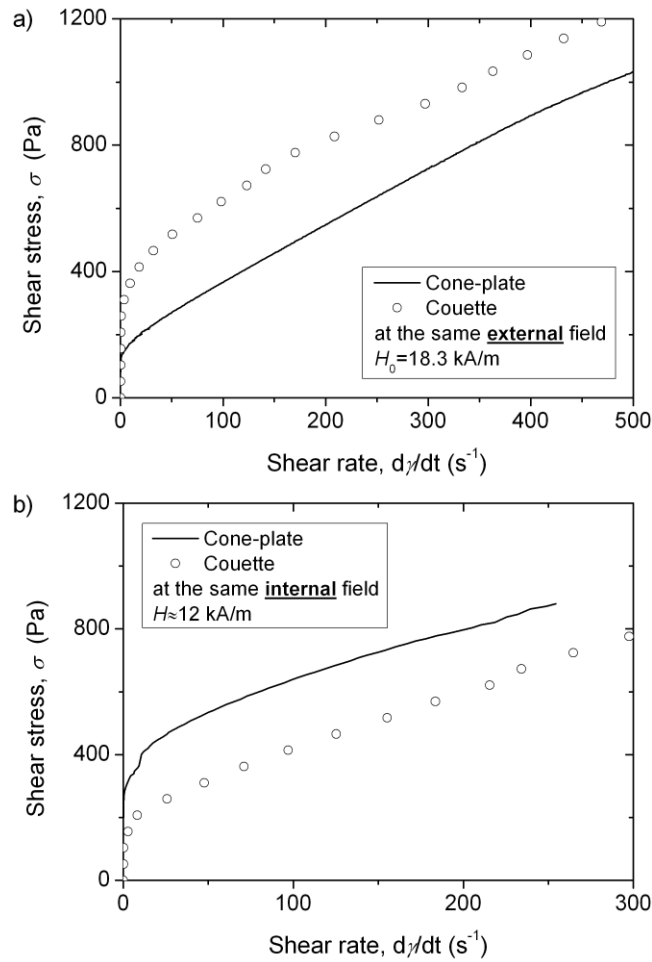 a)
1200
800
400
0
Shear stress, σ (Pa)
Cone-plate
Couette
at the same external field
H₀=18.3 kA/m
0 100 200 300 400 500
Shear rate, dγ/dt (s⁻¹)
b)
1200
800
400
0
Shear stress, σ (Pa)
Cone-plate
Couette
at the same internal field
H≈12 kA/m
0 100 200 300
Shear rate, dγ/dt (s⁻¹)